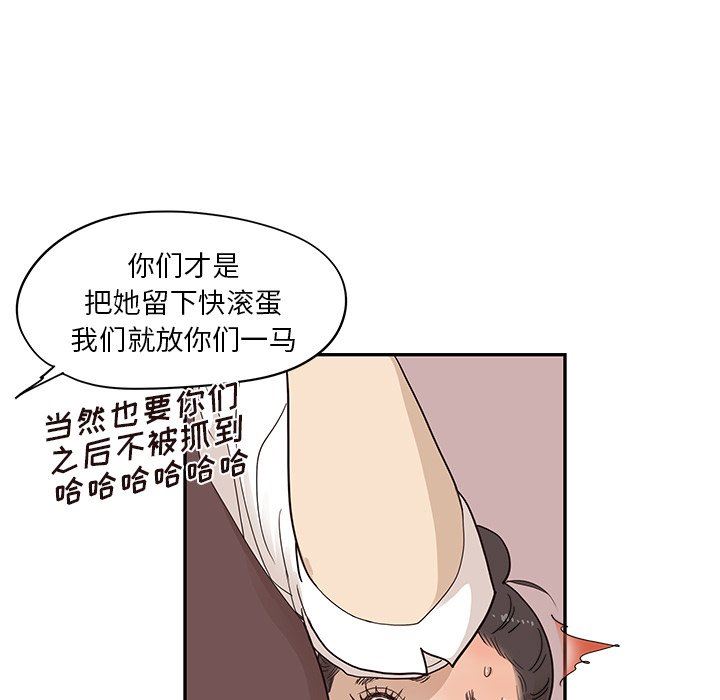 你们才是
把她留下快滚蛋
我们就放你们一马
当然也要你们
之后不被抓到
哈哈哈哈哈哈